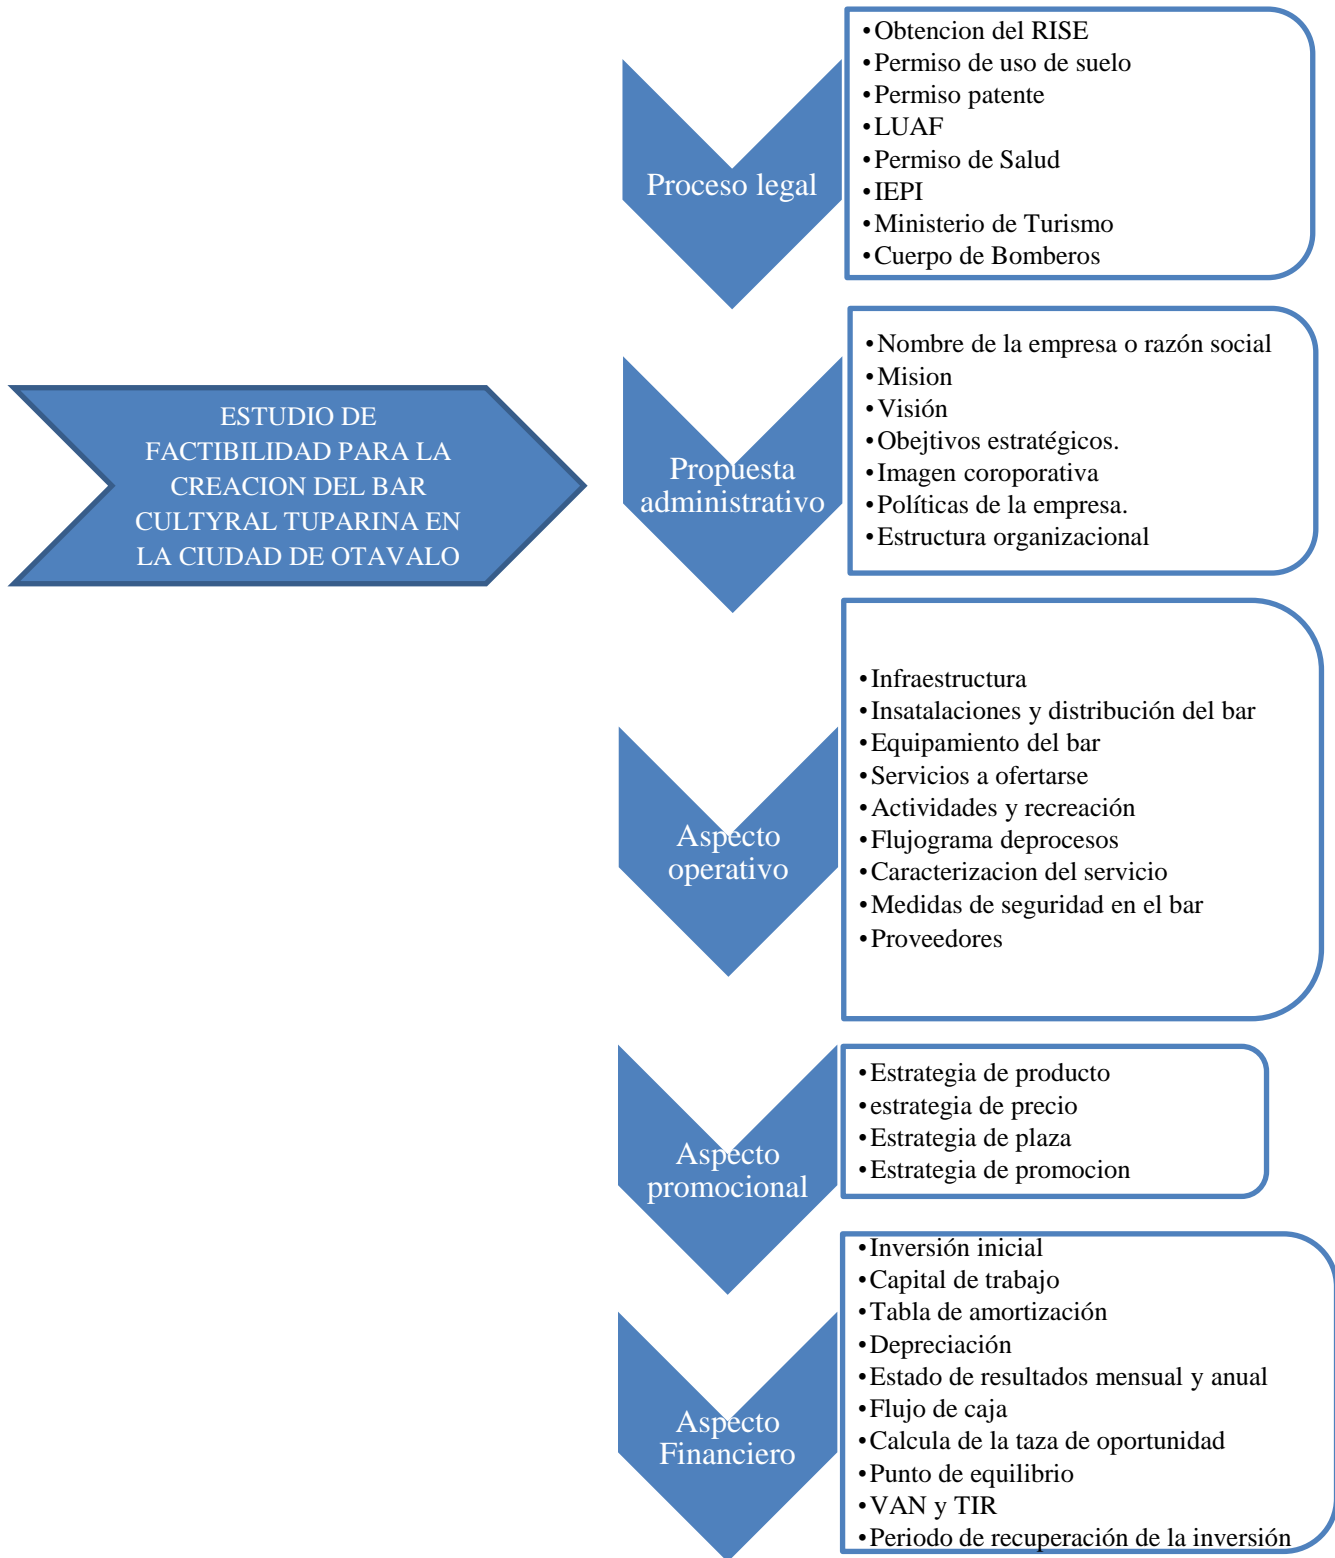 ESTUDIO DE
FACTIBILIDAD PARA LA
CREACION DEL BAR
CULTYRAL TUPARINA EN
LA CIUDAD DE OTAVALO
Proceso legal
•Obtencion del RISE
•Permiso de uso de suelo
•Permiso patente
•LUAF
•Permiso de Salud
•IEPI
•Ministerio de Turismo
•Cuerpo de Bomberos
Propuesta
administrativo
•Nombre de la empresa o razón social
•Mision
•Visión
•Obejtivos estratégicos.
•Imagen coroporativa
•Políticas de la empresa.
•Estructura organizacional
Aspecto
operativo
•Infraestructura
•Insatalaciones y distribución del bar
•Equipamiento del bar
•Servicios a ofertarse
•Actividades y recreación
•Flujograma deprocesos
•Caracterizacion del servicio
•Medidas de seguridad en el bar
•Proveedores
Aspecto
promocional
•Estrategia de producto
•estrategia de precio
•Estrategia de plaza
•Estrategia de promocion
Aspecto
Financiero
•Inversión inicial
•Capital de trabajo
•Tabla de amortización
•Depreciación
•Estado de resultados mensual y anual
•Flujo de caja
•Calcula de la taza de oportunidad
•Punto de equilibrio
•VAN y TIR
•Periodo de recuperación de la inversión